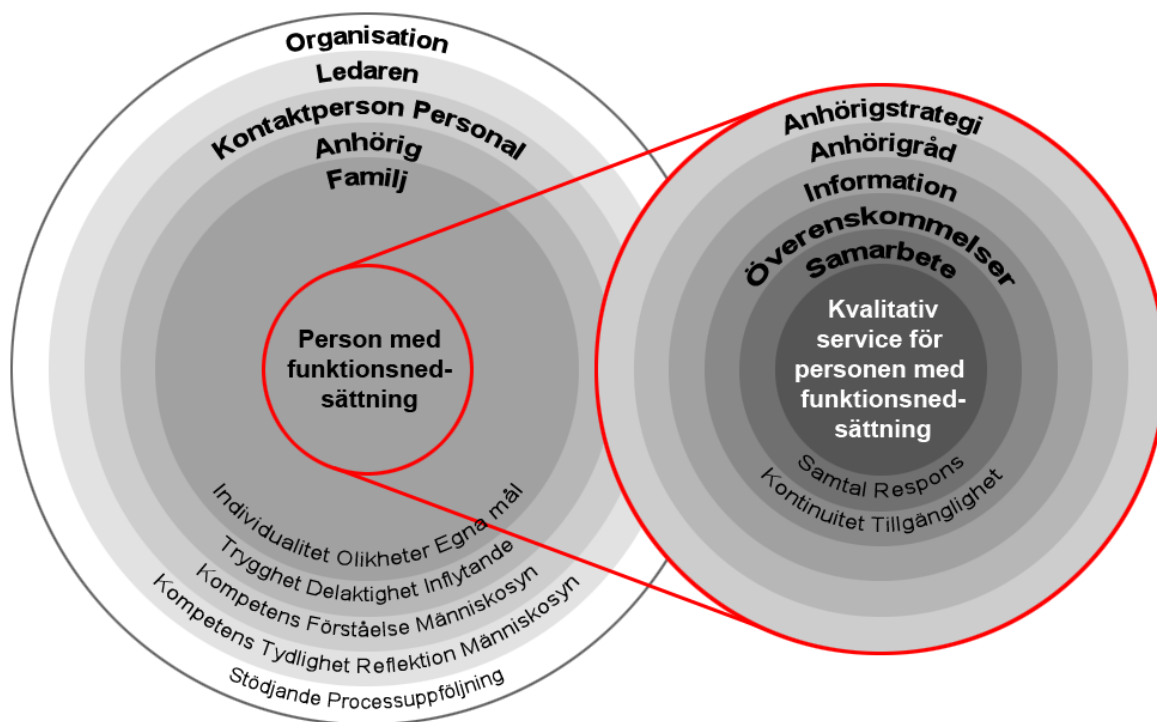 Organisation
Ledaren
Kontaktperson Personal
Anhörig
Familj
Person med
funktionsned-
sättning
Individualitet Olikheter Egna mål
Trygghet Delaktighet Inflytande
Kompetens Förståelse Människosyn
Kompetens Tydlighet Reflektion Människosyn
Stödjande Processuppföljning
Anhörigstrategi
Anhörigråd
Information
Överenskommelser
Samarbete
Kvalitativ
service för
personen med
funktionsned-
sättning
Samtal Respons
Kontinuitet Tillgänglighet